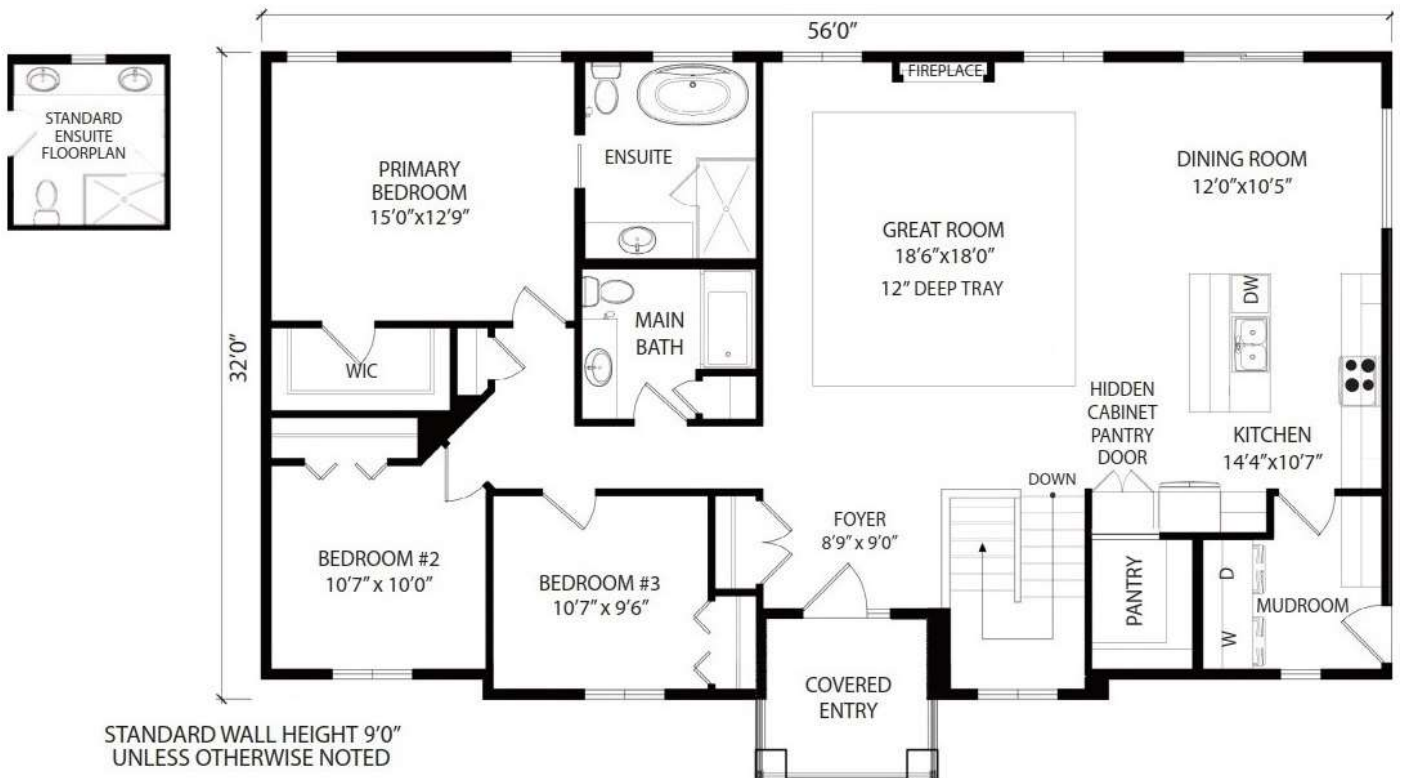 56'0"
STANDARD
ENSUITE
FLOORPLAN
PRIMARY
BEDROOM
15'0"x12'9"
ENSUITE
FIREPLACE
GREAT ROOM
18'6"x18'0"
12" DEEP TRAY
DINING ROOM
12'0"x10'5"
32'0"
WIC
MAIN
BATH
DW
HIDDEN
CABINET
PANTRY
DOOR
KITCHEN
14'4"x10'7"
DOWN
FOYER
8'9" x 9'0"
BEDROOM #2
10'7" x 10'0"
BEDROOM #3
10'7" x 9'6"
PANTRY
D
W
MUDROOM
COVERED
ENTRY
STANDARD WALL HEIGHT 9'0"
UNLESS OTHERWISE NOTED